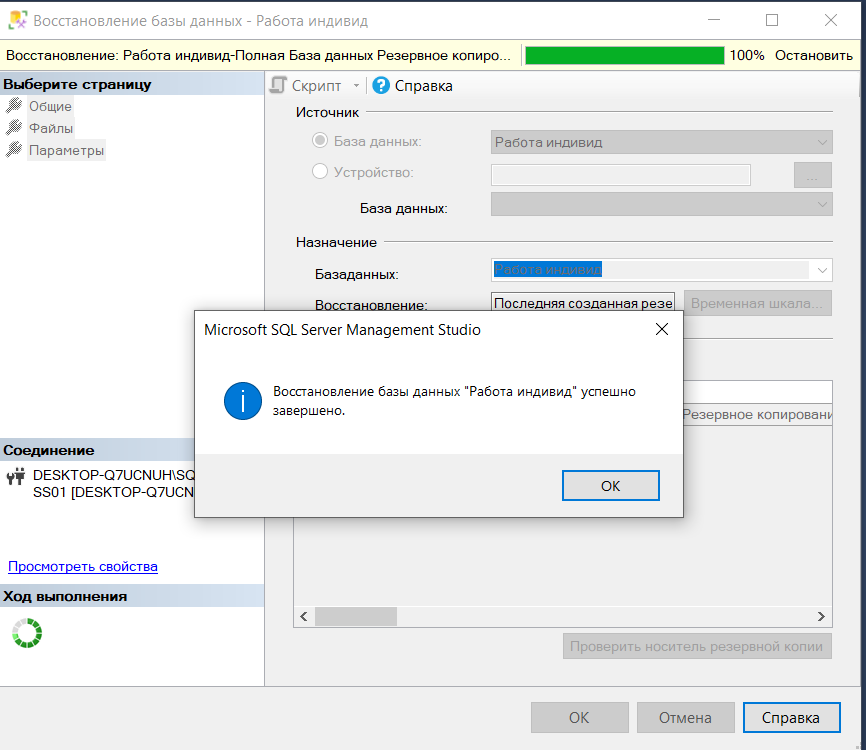 Восстановление базы данных - Работа индивид
Восстановление: Работа индивид-Полная База данных Резервное копиро... 100% Остановить
Выберите страницу
Общие
Файлы
Параметры
Скрипт Справка
Источник
База данных: Работа индивид
Устройство: ...
База данных:
Назначение
Базаданных: Работа индивид
Восстановление: Последняя созданная резе Временная шкала...
Microsoft SQL Server Management Studio
Восстановление базы данных "Работа индивид" успешно
завершено.
OK
Резервное копировани
Соединение
DESKTOP-Q7UCNUH\SQ
SS01 [DESKTOP-Q7UCN
Просмотреть свойства
Ход выполнения
Проверить носитель резервной копии
OK Отмена Справка